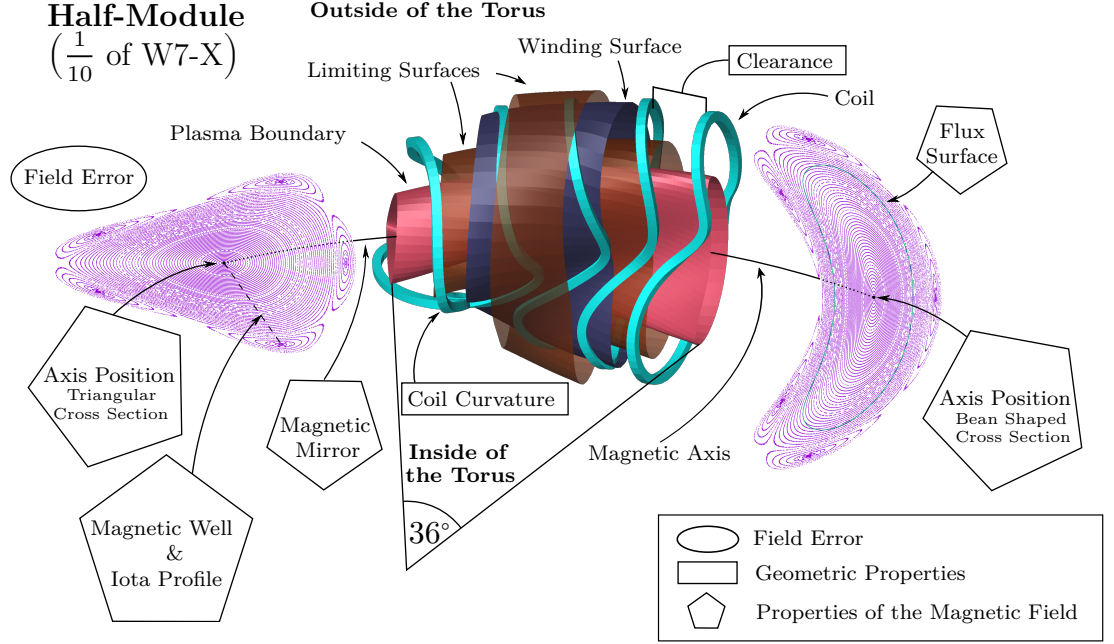 Half-Module
(1/10 of W7-X)
Outside of the Torus
Winding Surface
Limiting Surfaces
Clearance
Coil
Plasma Boundary
Flux
Surface
Field Error
Axis Position
Triangular
Cross Section
Magnetic
Mirror
Coil Curvature
Inside of
the Torus
Magnetic Axis
Axis Position
Bean Shaped
Cross Section
Magnetic Well
&
Iota Profile
36°
Field Error
Geometric Properties
Properties of the Magnetic Field